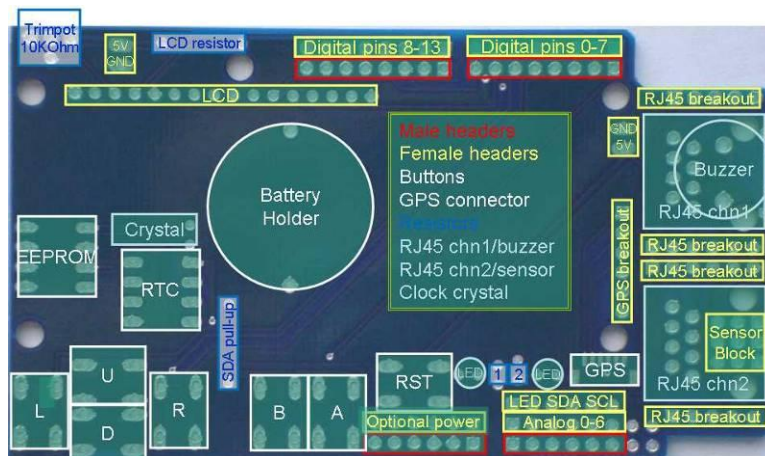 Trimpot
10KOhm
5V
GND
LCD resistor
Digital pins 8-13
Digital pins 0-7
LCD
RJ45 breakout
Male headers
Female headers
Buttons
GPS connector
Resistors
RJ45 chn1/buzzer
RJ45 chn2/sensor
Clock crystal
GND
5V
Buzzer
RJ45 chn1
Battery
Holder
Crystal
EEPROM
RTC
GPS breakout
RJ45 breakout
RJ45 breakout
SDA pull-up
Sensor
Block
RJ45 chn2
U
L
D
R
B
A
RST
LED
1
2
LED
GPS
LED SDA SCL
Optional power
Analog 0-6
RJ45 breakout